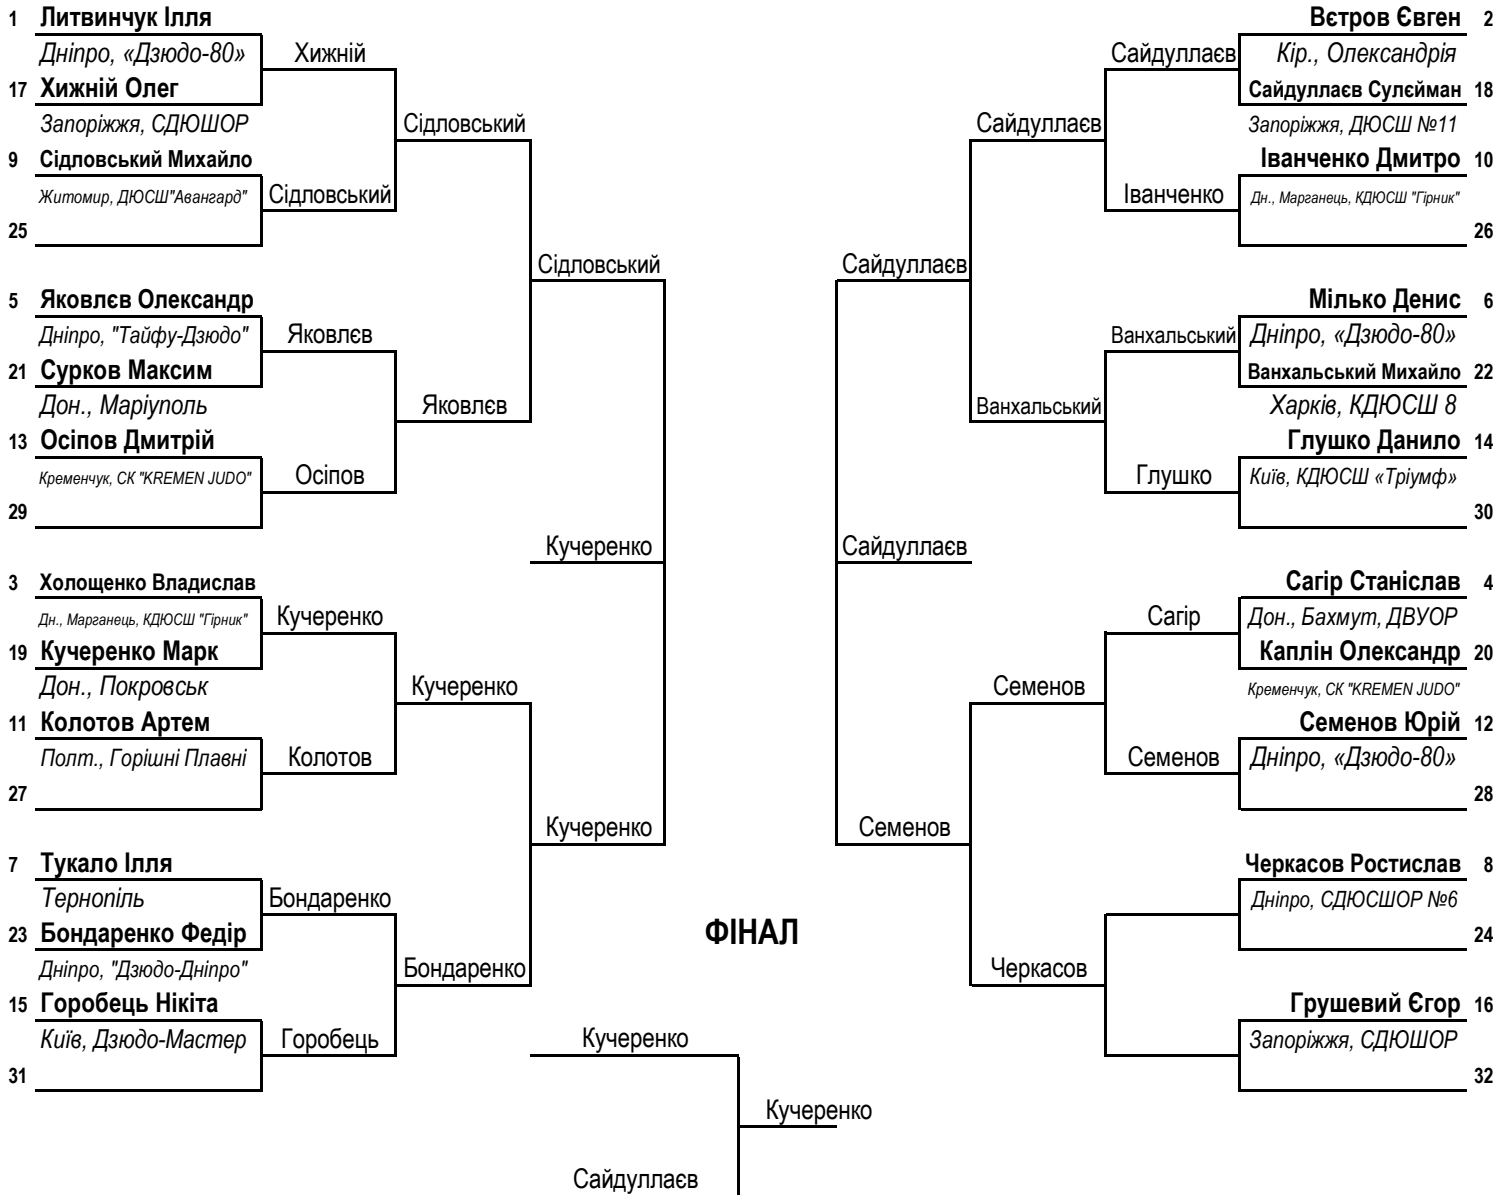 1 Литвинчук Ілля
Дніпро, «Дзюдо-80»
Хижній
17 Хижній Олег
Запоріжжя, СДЮШОР
Сідловський
9 Сідловський Михайло
Житомир, ДЮСШ"Авангард"
Сідловський
25
Сідловський
5 Яковлєв Олександр
Дніпро, "Тайфу-Дзюдо"
Яковлєв
21 Сурков Максим
Дон., Маріуполь
Яковлєв
13 Осіпов Дмитрій
Кременчук, СК "KREMEN JUDO"
Осіпов
29
Кучеренко
3 Холощенко Владислав
Дн., Марганець, КДЮСШ "Гірник"
Кучеренко
19 Кучеренко Марк
Дон., Покровськ
Кучеренко
11 Колотов Артем
Полт., Горішні Плавні
Колотов
27
Кучеренко
7 Тукало Ілля
Тернопіль
Бондаренко
23 Бондаренко Федір
Дніпро, "Дзюдо-Дніпро"
Бондаренко
15 Горобець Нікіта
Київ, Дзюдо-Мастер
Горобець
31
Вєтров Євген 2
Сайдуллаєв
Кір., Олександрія
Сайдуллаєв Сулєйман 18
Сайдуллаєв
Запоріжжя, ДЮСШ №11
Іванченко Дмитро 10
Іванченко
Дн., Марганець, КДЮСШ "Гірник"
26
Сайдуллаєв
Мілько Денис 6
Ванхальський
Дніпро, «Дзюдо-80»
Ванхальський Михайло 22
Ванхальський
Харків, КДЮСШ 8
Глушко Данило 14
Глушко
Київ, КДЮСШ «Тріумф»
30
Сайдуллаєв
Сагір Станіслав 4
Сагір
Дон., Бахмут, ДВУОР
Каплін Олександр 20
Семенов
Кременчук, СК "KREMEN JUDO"
Семенов Юрій 12
Семенов
Дніпро, «Дзюдо-80»
28
Семенов
Черкасов Ростислав 8
Дніпро, СДЮСШОР №6
24
Черкасов
Грушевий Єгор 16
Запоріжжя, СДЮШОР
32
ФІНАЛ
Кучеренко
Кучеренко
Сайдуллаєв